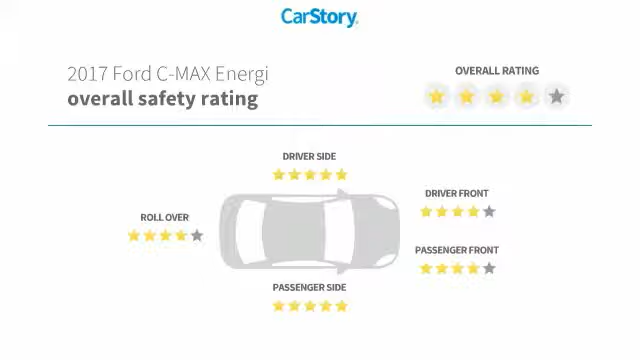 CarStory
2017 Ford C-MAX Energi
overall safety rating
OVERALL RATING
DRIVER SIDE
DRIVER FRONT
ROLL OVER
PASSENGER FRONT
PASSENGER SIDE